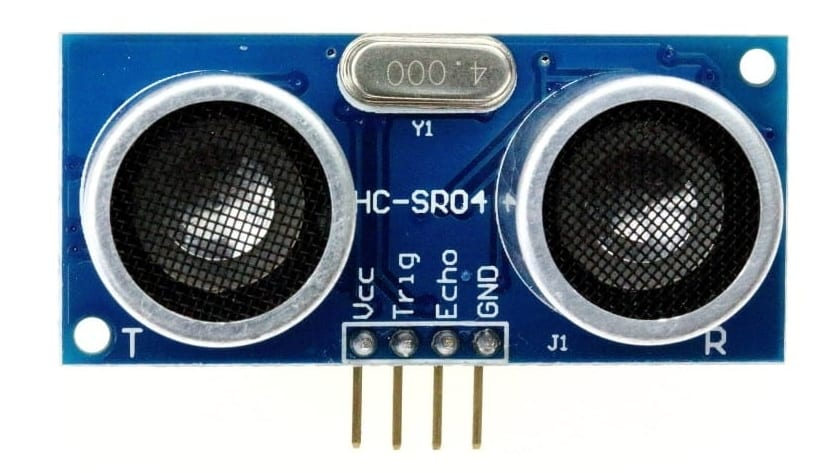 4.000
Y1
HC-SR04
Vcc
Trig
Echo
GND
T
J1
R